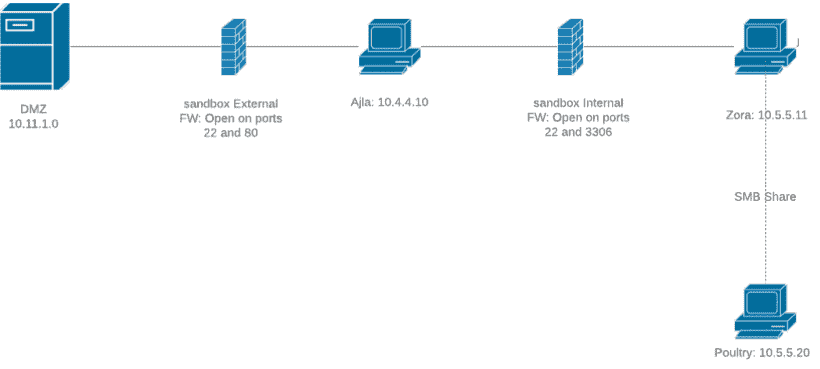 DMZ
10.11.1.0
sandbox External
FW: Open on ports
22 and 80
Ajla: 10.4.4.10
sandbox Internal
FW: Open on ports
22 and 3306
Zora: 10.5.5.11
SMB Share
Poultry: 10.5.5.20